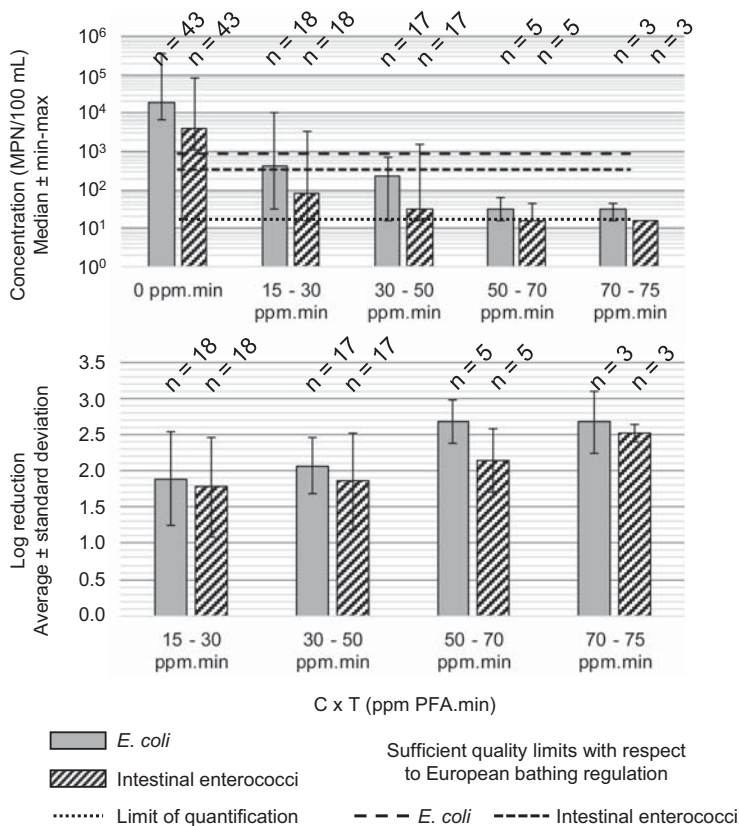 Concentration (MPN/100 mL)
Median ± min-max
10⁶
10⁵
10⁴
10³
10²
10¹
10⁰
n = 43
n = 43
n = 18
n = 18
n = 17
n = 17
n = 5
n = 5
n = 3
n = 3
0 ppm.min
15 - 30
ppm.min
30 - 50
ppm.min
50 - 70
ppm.min
70 - 75
ppm.min
Log reduction
Average ± standard deviation
3.5
3.0
2.5
2.0
1.5
1.0
0.5
0.0
n = 18
n = 18
n = 17
n = 17
n = 5
n = 5
n = 3
n = 3
15 - 30
ppm.min
30 - 50
ppm.min
50 - 70
ppm.min
70 - 75
ppm.min
C x T (ppm PFA.min)
E. coli
Intestinal enterococci
Limit of quantification
Sufficient quality limits with respect
to European bathing regulation
E. coli
Intestinal enterococci